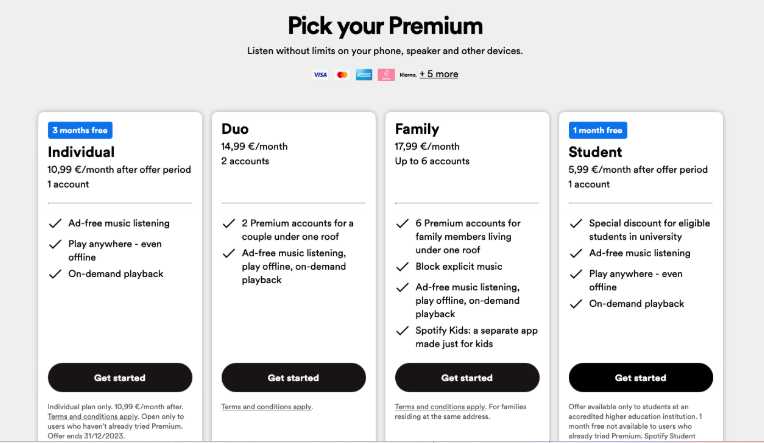 Pick your Premium
Listen without limits on your phone, speaker and other devices.
VISA
Klarna. + 5 more
3 months free
Individual
10,99 €/month after offer period
1 account
Ad-free music listening
Play anywhere - even
offline
On-demand playback
Get started
Individual plan only. 10,99 €/month after.
Terms and conditions apply. Open only to
users who haven't already tried Premium.
Offer ends 31/12/2023.
Duo
14,99 €/month
2 accounts
2 Premium accounts for a
couple under one roof
Ad-free music listening,
play offline, on-demand
playback
Get started
Terms and conditions apply.
Family
17,99 €/month
Up to 6 accounts
6 Premium accounts for
family members living
under one roof
Block explicit music
Ad-free music listening,
play offline, on-demand
playback
Spotify Kids: a separate app
made just for kids
Get started
Terms and conditions apply. For families
residing at the same address.
1 month free
Student
5,99 €/month after offer period
1 account
Special discount for eligible
students in university
Ad-free music listening
Play anywhere - even
offline
On-demand playback
Get started
Offer available only to students at an
accredited higher education institution. 1
month free not available to users who
already tried Premium. Spotify Student